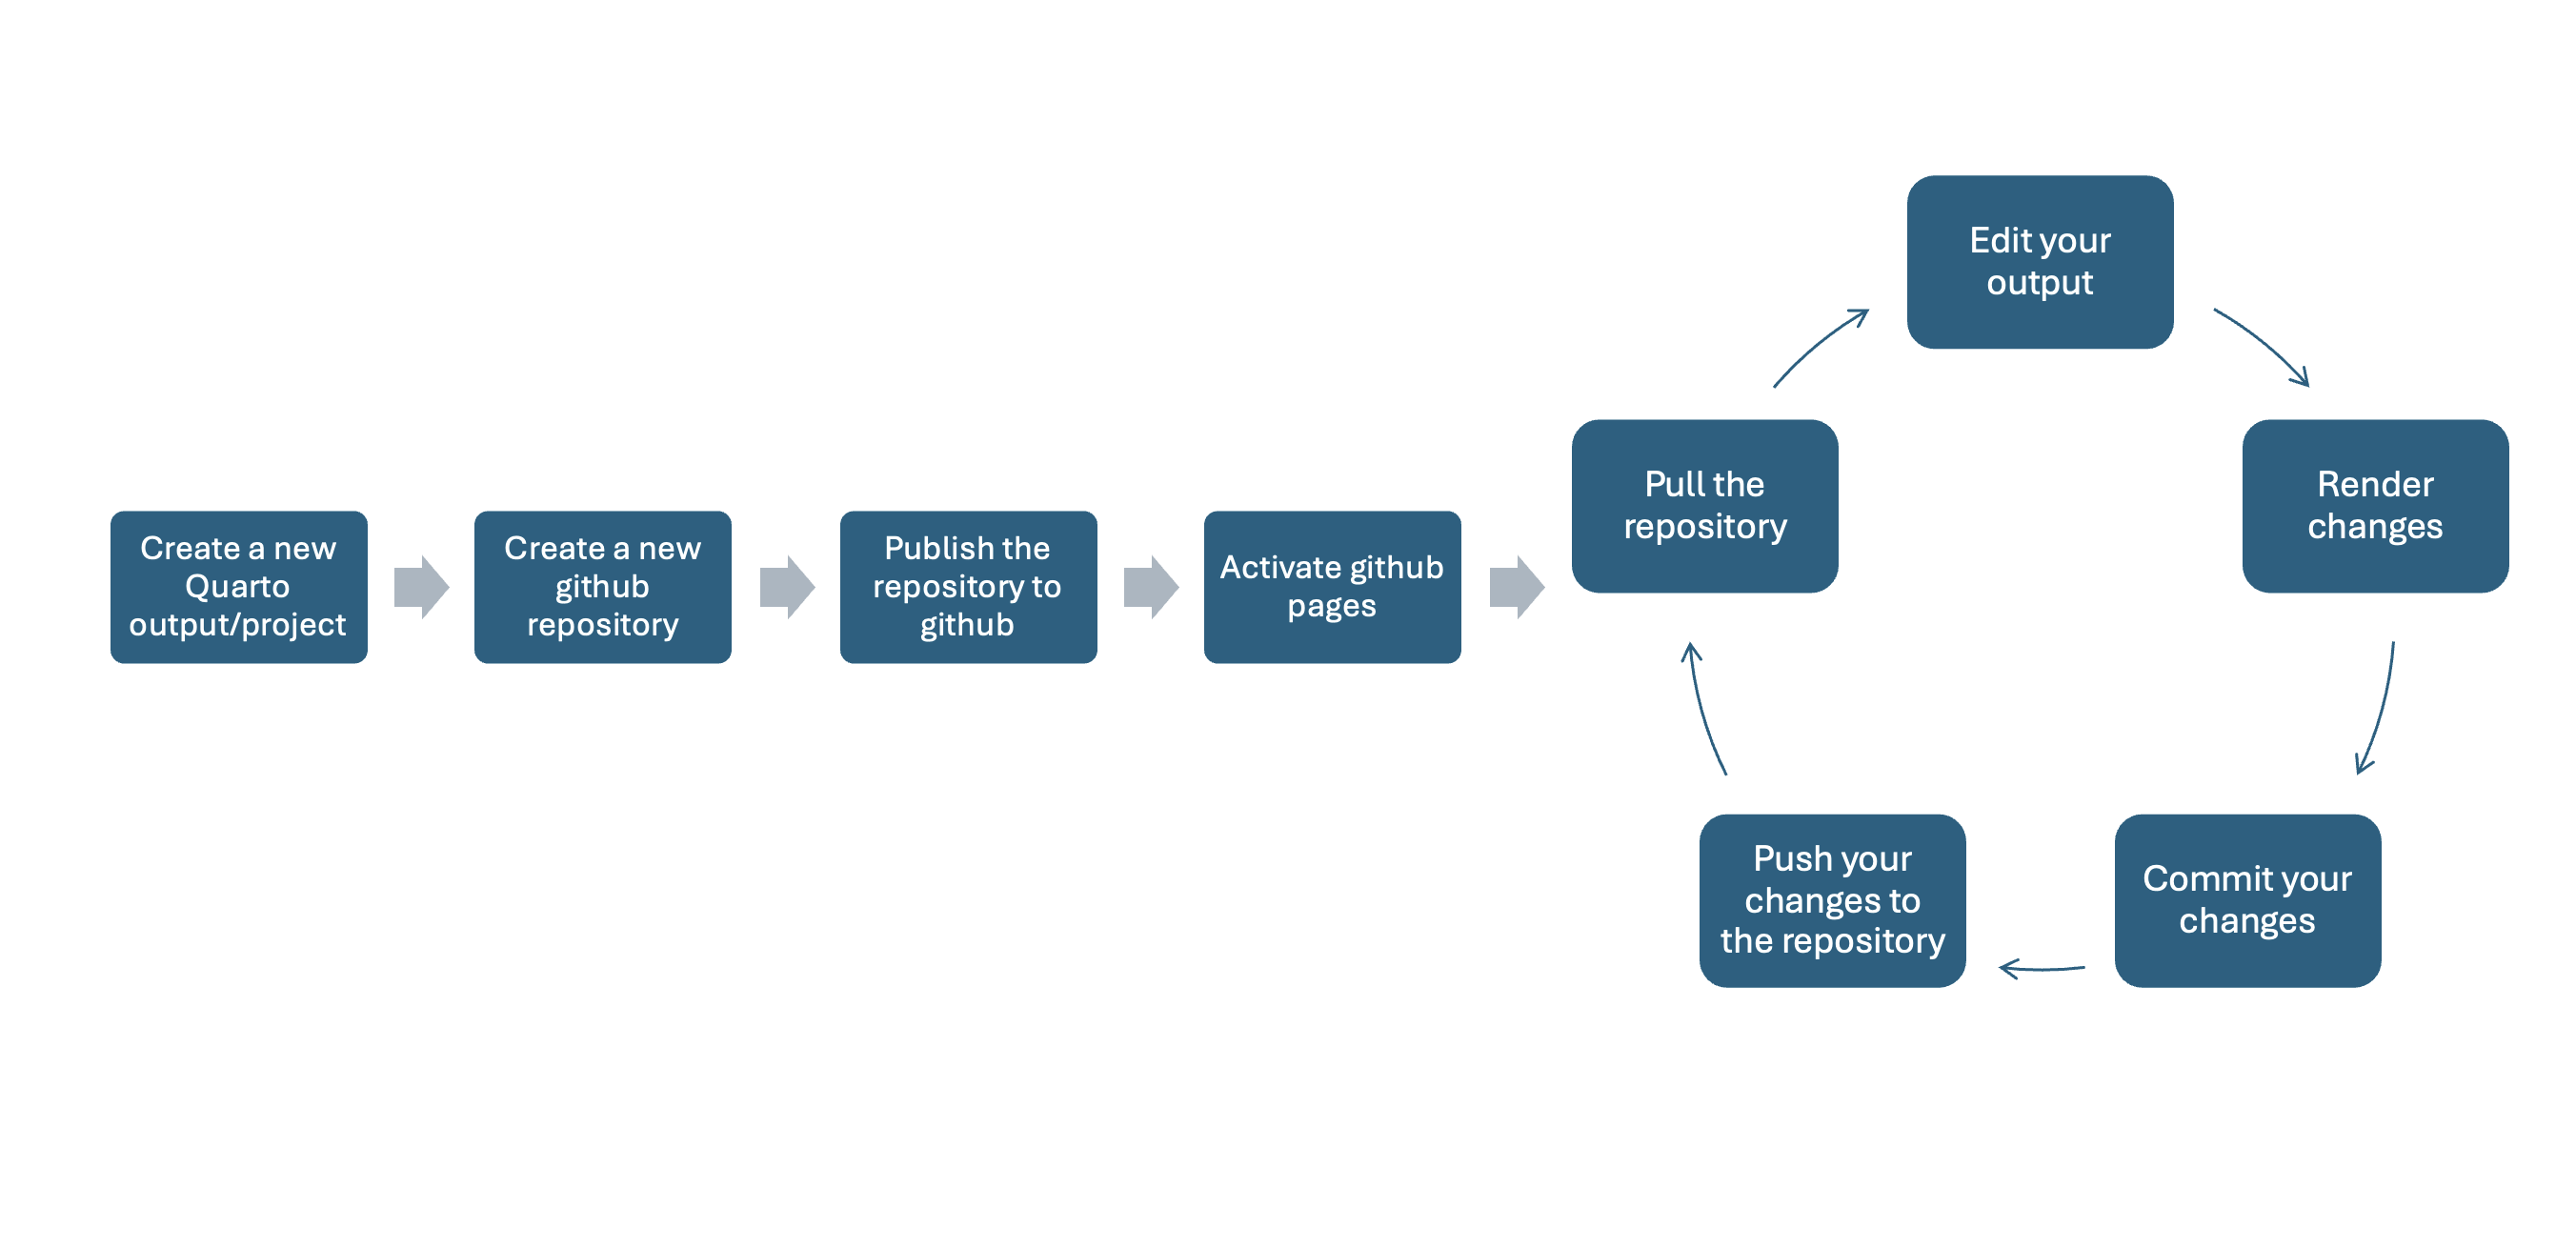 Create a new
Quarto
output/project
Create a new
github
repository
Publish the
repository to
github
Activate github
pages
Pull the
repository
Edit your
output
Render
changes
Commit your
changes
Push your
changes to
the repository